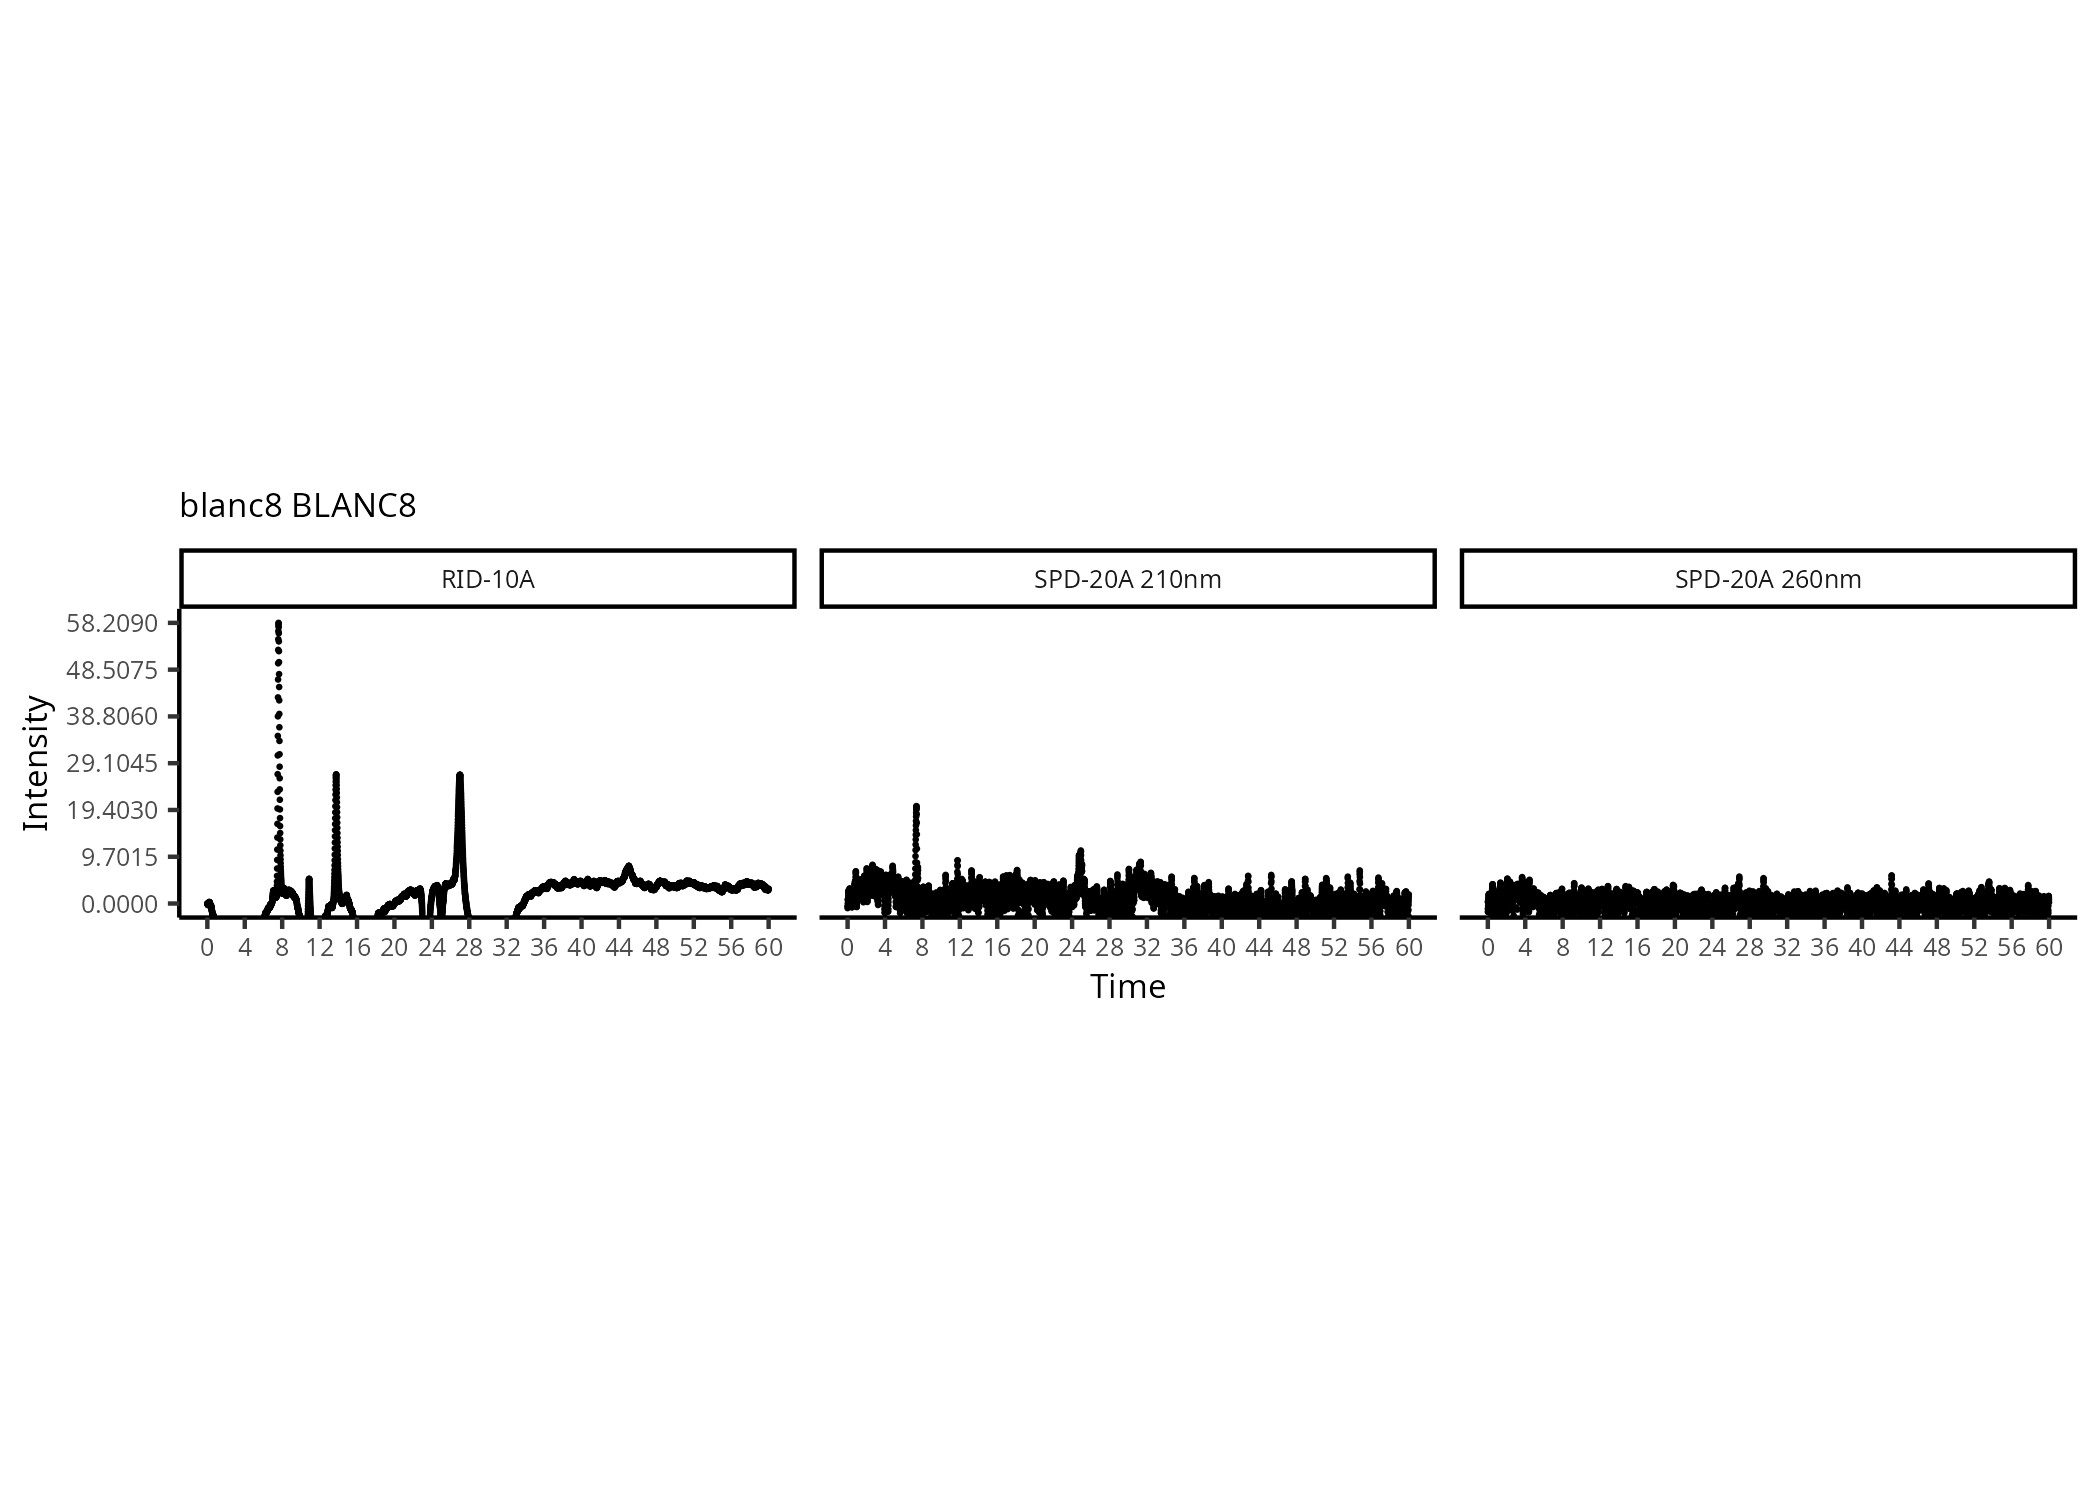 blanc8 BLANC8
RID-10A SPD-20A 210nm SPD-20A 260nm
58.2090
48.5075
38.8060
29.1045
19.4030
9.7015
0.0000
Intensity
0 4 8 12 16 20 24 28 32 36 40 44 48 52 56 60 0 4 8 12 16 20 24 28 32 36 40 44 48 52 56 60 0 4 8 12 16 20 24 28 32 36 40 44 48 52 56 60
Time